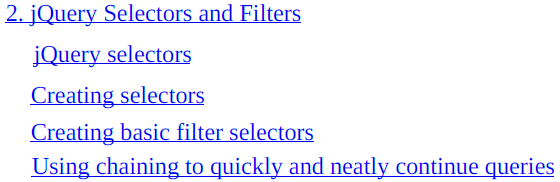 2. jQuery Selectors and Filters
jQuery selectors
Creating selectors
Creating basic filter selectors
Using chaining to quickly and neatly continue queries